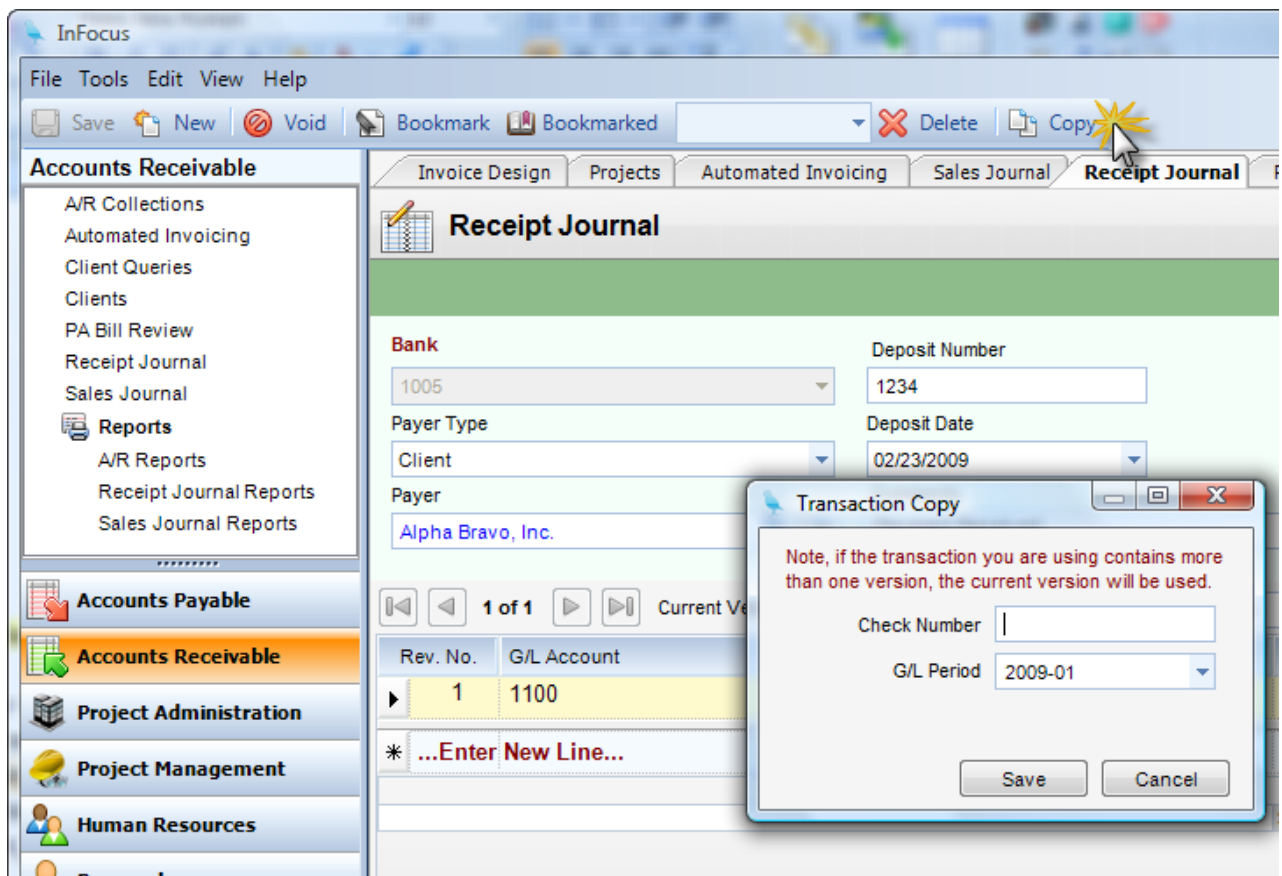 InFocus
File Tools Edit View Help
Save New Void Bookmark Bookmarked Delete Copy
Accounts Receivable
A/R Collections
Automated Invoicing
Client Queries
Clients
PA Bill Review
Receipt Journal
Sales Journal
Reports
A/R Reports
Receipt Journal Reports
Sales Journal Reports
Accounts Payable
Accounts Receivable
Project Administration
Project Management
Human Resources
Invoice Design Projects Automated Invoicing Sales Journal Receipt Journal
Receipt Journal
Bank
1005
Deposit Number
1234
Payer Type
Client
Deposit Date
02/23/2009
Payer
Alpha Bravo, Inc.
1 of 1 Current Ve
Rev. No. G/L Account
1 1100
...Enter New Line...
Transaction Copy
Note, if the transaction you are using contains more
than one version, the current version will be used.
Check Number
G/L Period 2009-01
Save Cancel